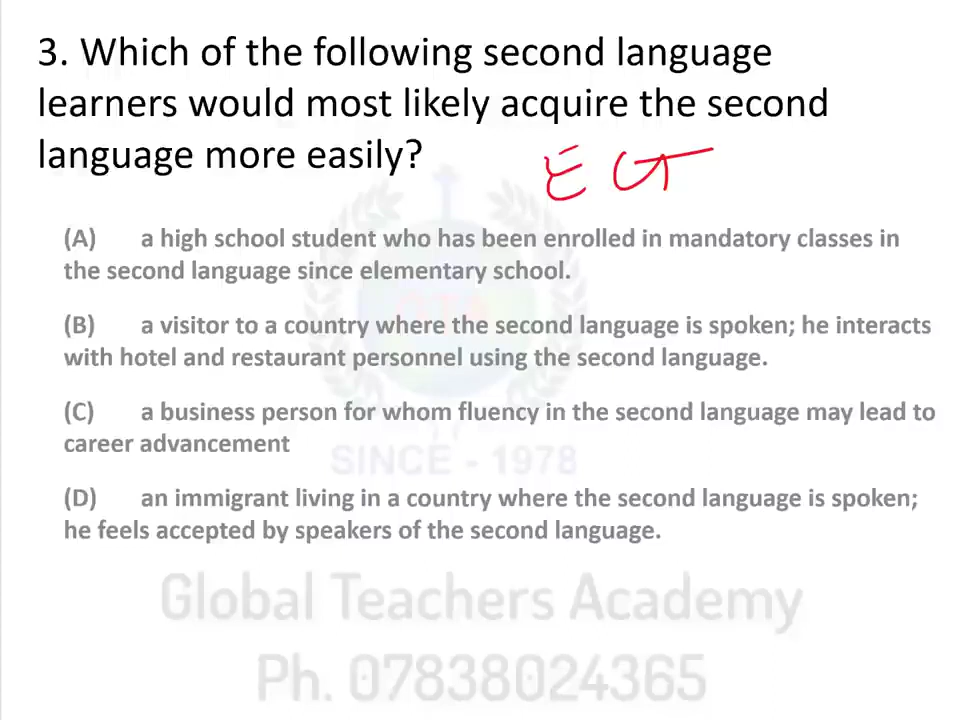 3. Which of the following second language
learners would most likely acquire the second
language more easily?
(A) a high school student who has been enrolled in mandatory classes in
the second language since elementary school.
(B) a visitor to a country where the second language is spoken; he interacts
with hotel and restaurant personnel using the second language.
(C) a business person for whom fluency in the second language may lead to
career advancement
SINCE - 1978
(D) an immigrant living in a country where the second language is spoken;
he feels accepted by speakers of the second language.
Global Teachers Academy
Ph. 07838024365